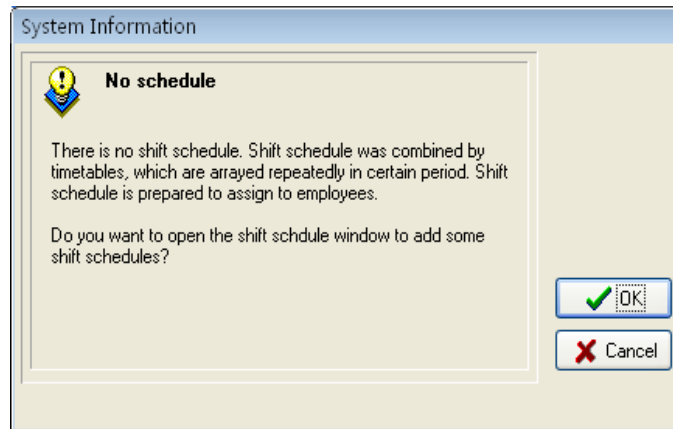 System Information
No schedule
There is no shift schedule. Shift schedule was combined by
timetables, which are arrayed repeatedly in certain period. Shift
schedule is prepared to assign to employees.
Do you want to open the shift schdule window to add some
shift schedules?
OK
Cancel